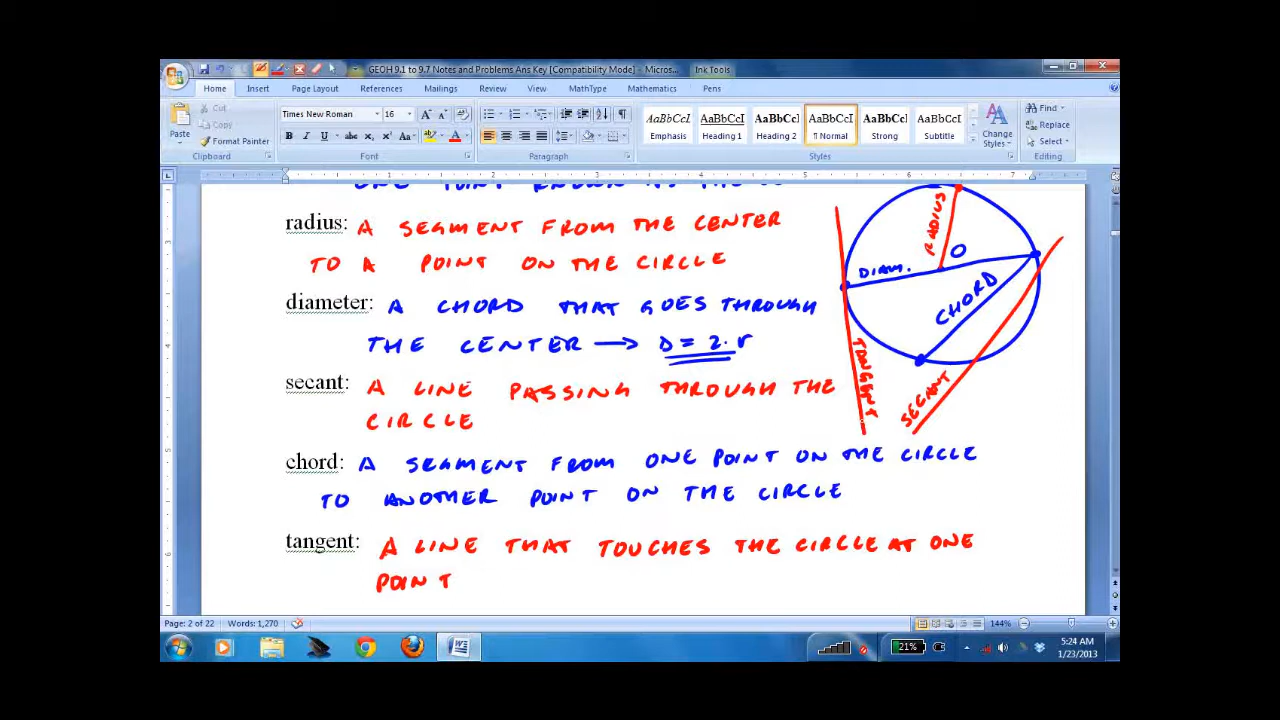 GEOH 9.1 to 9.7 Notes and Problems Ans Key [Compatibility Mode] - Micros... Ink Tools
Home Insert Page Layout References Mailings Review View MathType Mathematics Pens
Paste Cut Copy Format Painter Clipboard
Times New Roman 16 Font
Paragraph
AaBbCcI Emphasis AaBbCcI Heading 1 AaBbCc Heading 2 AaBbCcI ¶ Normal AaBbCc Strong AaBbCcI Subtitle Change Styles Styles
Find Replace Select Editing
radius: A SEGMENT FROM THE CENTER
TO A POINT ON THE CIRCLE
diameter: A CHORD THAT GOES THROUGH
THE CENTER → D = 2·r
secant: A LINE PASSING THROUGH THE
CIRCLE
chord: A SEGMENT FROM ONE POINT ON THE CIRCLE
TO ANOTHER POINT ON THE CIRCLE
tangent: A LINE THAT TOUCHES THE CIRCLE AT ONE
POINT
RADIUS
O
DIAM.
CHORD
TANGENT
SECANT
Page: 2 of 22 Words: 1,270 144%
21% 5:24 AM
1/23/2013